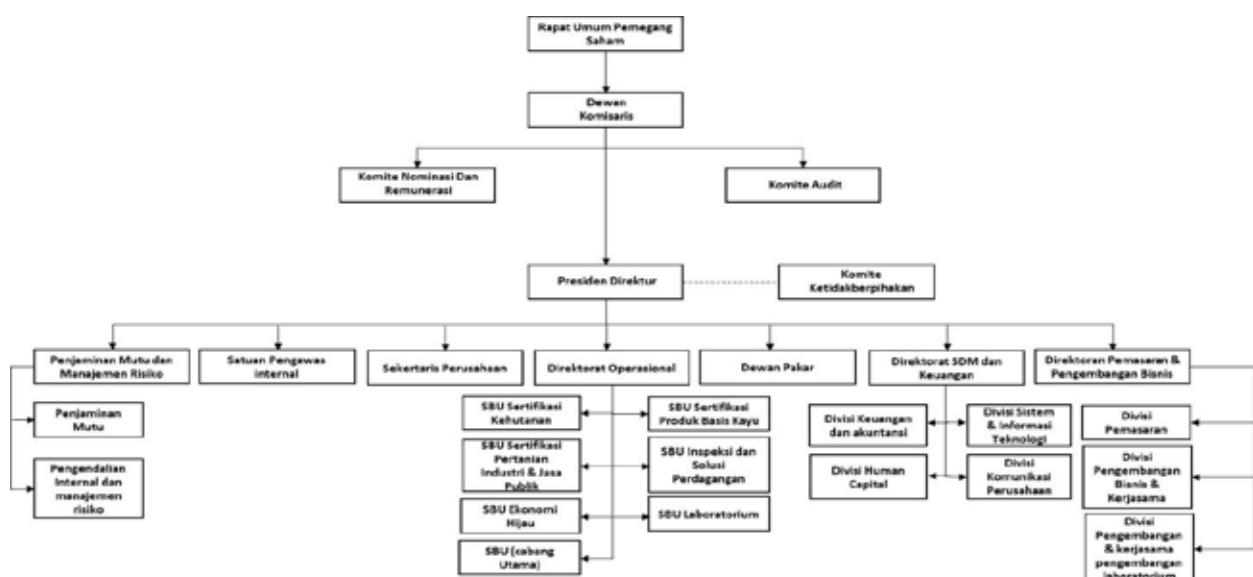 Rapat Umum Pemegang
Saham
Dewan
Komisaris
Komite Nominasi Dan
Remunerasi
Komite Audit
Presiden Direktur
Komite
Ketidakberpihakan
Penjaminan Mutu dan
Manajemen Risiko
Satuan Pengawas
internal
Sekertaris Perusahaan
Direktorat Operasional
Dewan Pakar
Direktorat SDM dan
Keuangan
Direktoran Pemasaran &
Pengembangan Bisnis
Penjaminan
Mutu
Pengendalian
Internal dan
manajemen
risiko
SBU Sertifikasi
Kehutanan
SBU Sertifikasi
Produk Basis Kayu
SBU Sertifikasi
Pertanian
Industri & Jasa
Publik
SBU Inspeksi dan
Solusi
Perdagangan
SBU Ekonomi
Hijau
SBU Laboratorium
SBU (cabang
Utama)
Divisi Keuangan
dan akuntansi
Divisi Sistem
& Informasi
Teknologi
Divisi Human
Capital
Divisi
Komunikasi
Perusahaan
Divisi
Pemasaran
Divisi
Pengembangan
Bisnis & Kerjasama
Divisi
Pengembangan
& kerjasama
pengembangan
laboratorium